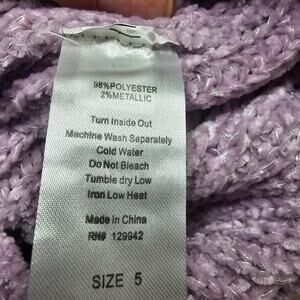 98%POLYESTER
2%METALLIC
Turn Inside Out
Machine Wash Separately
Cold Water
Do Not Bleach
Tumble dry Low
Iron Low Heat
Made in China
RN# 129942
SIZE 5